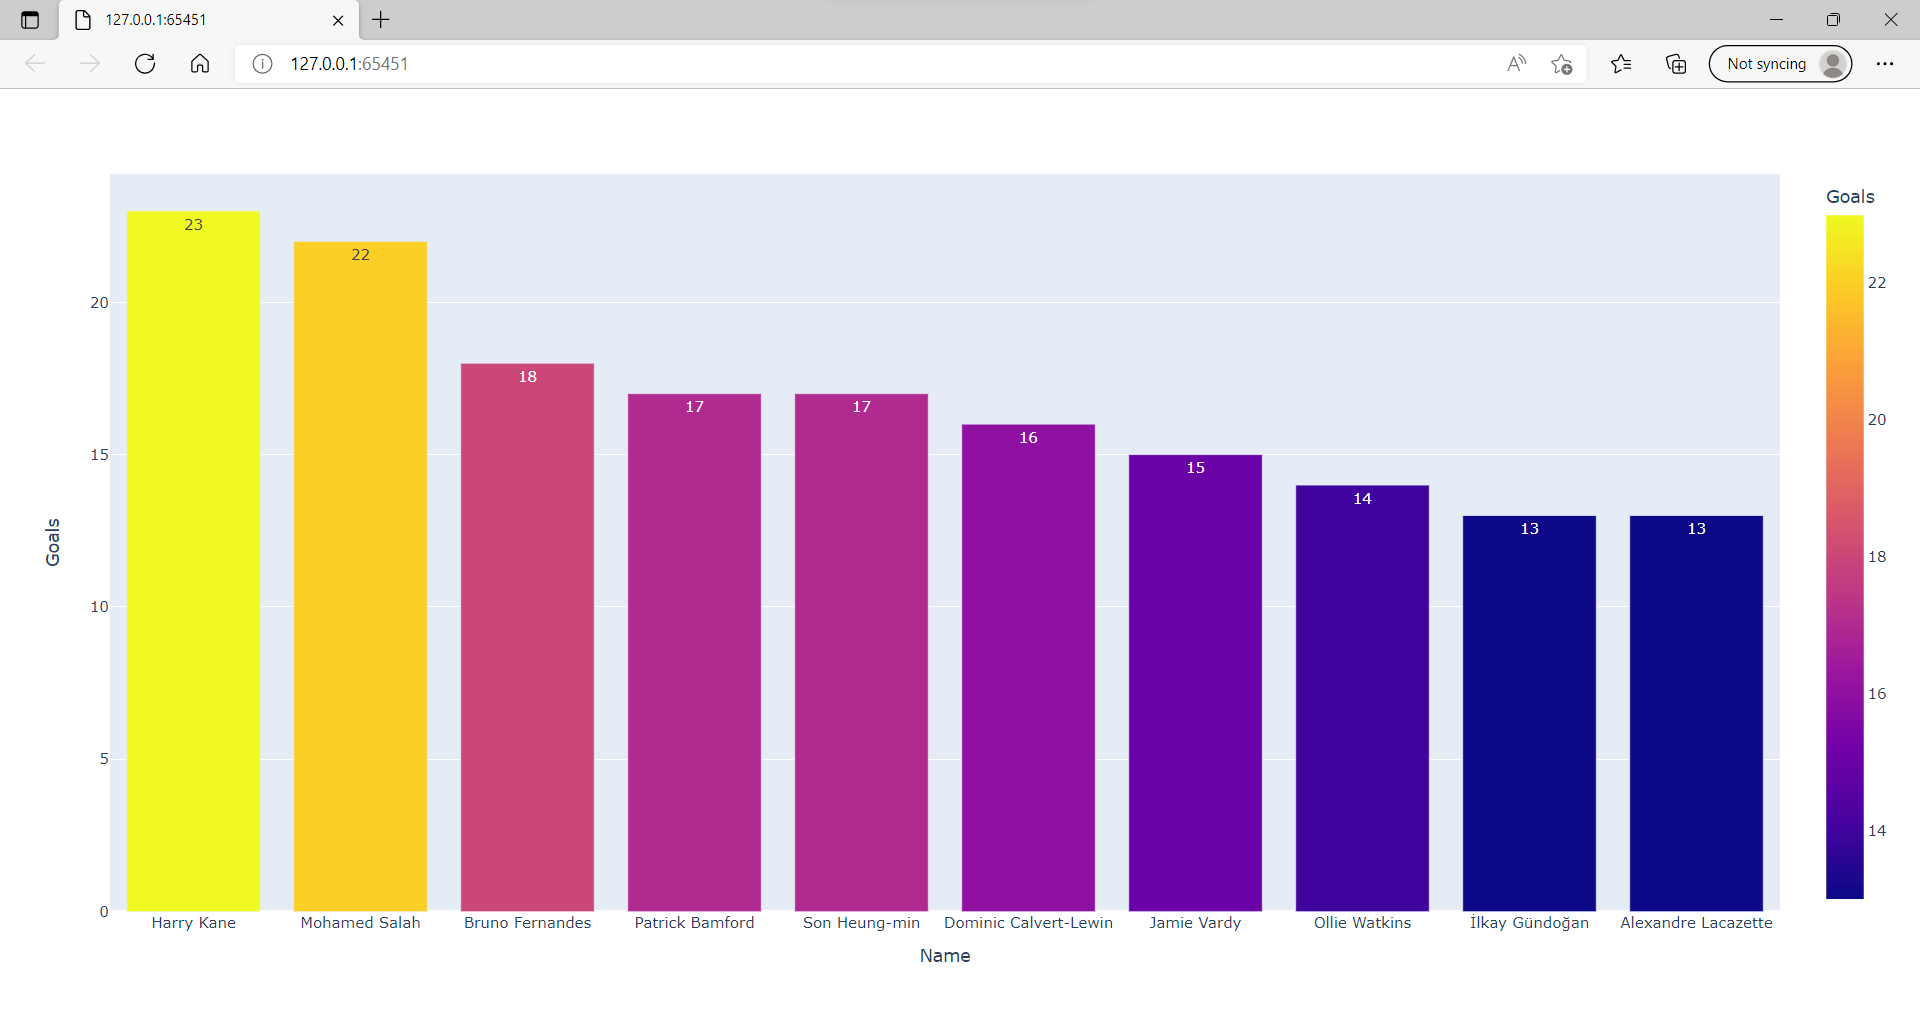 127.0.0.1:65451
127.0.0.1:65451
Not syncing
Goals
23
22
18
17
17
16
15
14
13
13
20
15
10
5
0
Goals
22
20
18
16
14
Harry Kane
Mohamed Salah
Bruno Fernandes
Patrick Bamford
Son Heung-min
Dominic Calvert-Lewin
Jamie Vardy
Ollie Watkins
İlkay Gündoğan
Alexandre Lacazette
Name